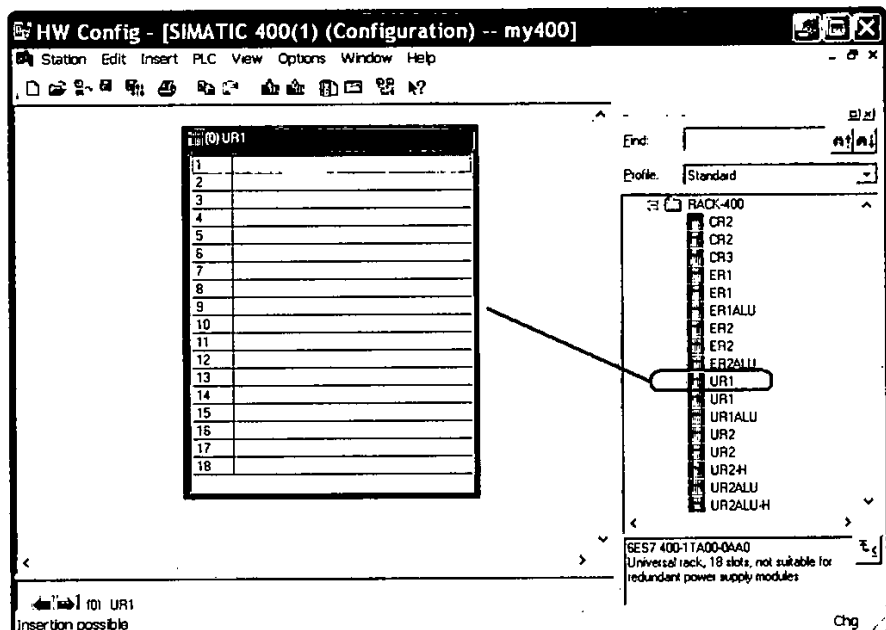 HW Config - [SIMATIC 400(1) (Configuration) -- my400]
Station Edit Insert PLC View Options Window Help
(0) UR1
1
2
3
4
5
6
7
8
9
10
11
12
13
14
15
16
17
18
Find:
Profile: Standard
RACK-400
CR2
CR2
CR3
ER1
ER1
ER1ALU
ER2
ER2
ER2ALU
UR1
UR1
UR1ALU
UR2
UR2
UR2-H
UR2ALU
UR2ALU-H
6ES7 400-1TA00-0AA0
Universal rack, 18 slots, not suitable for
redundant power supply modules
(0) UR1
Insertion possible
Chg